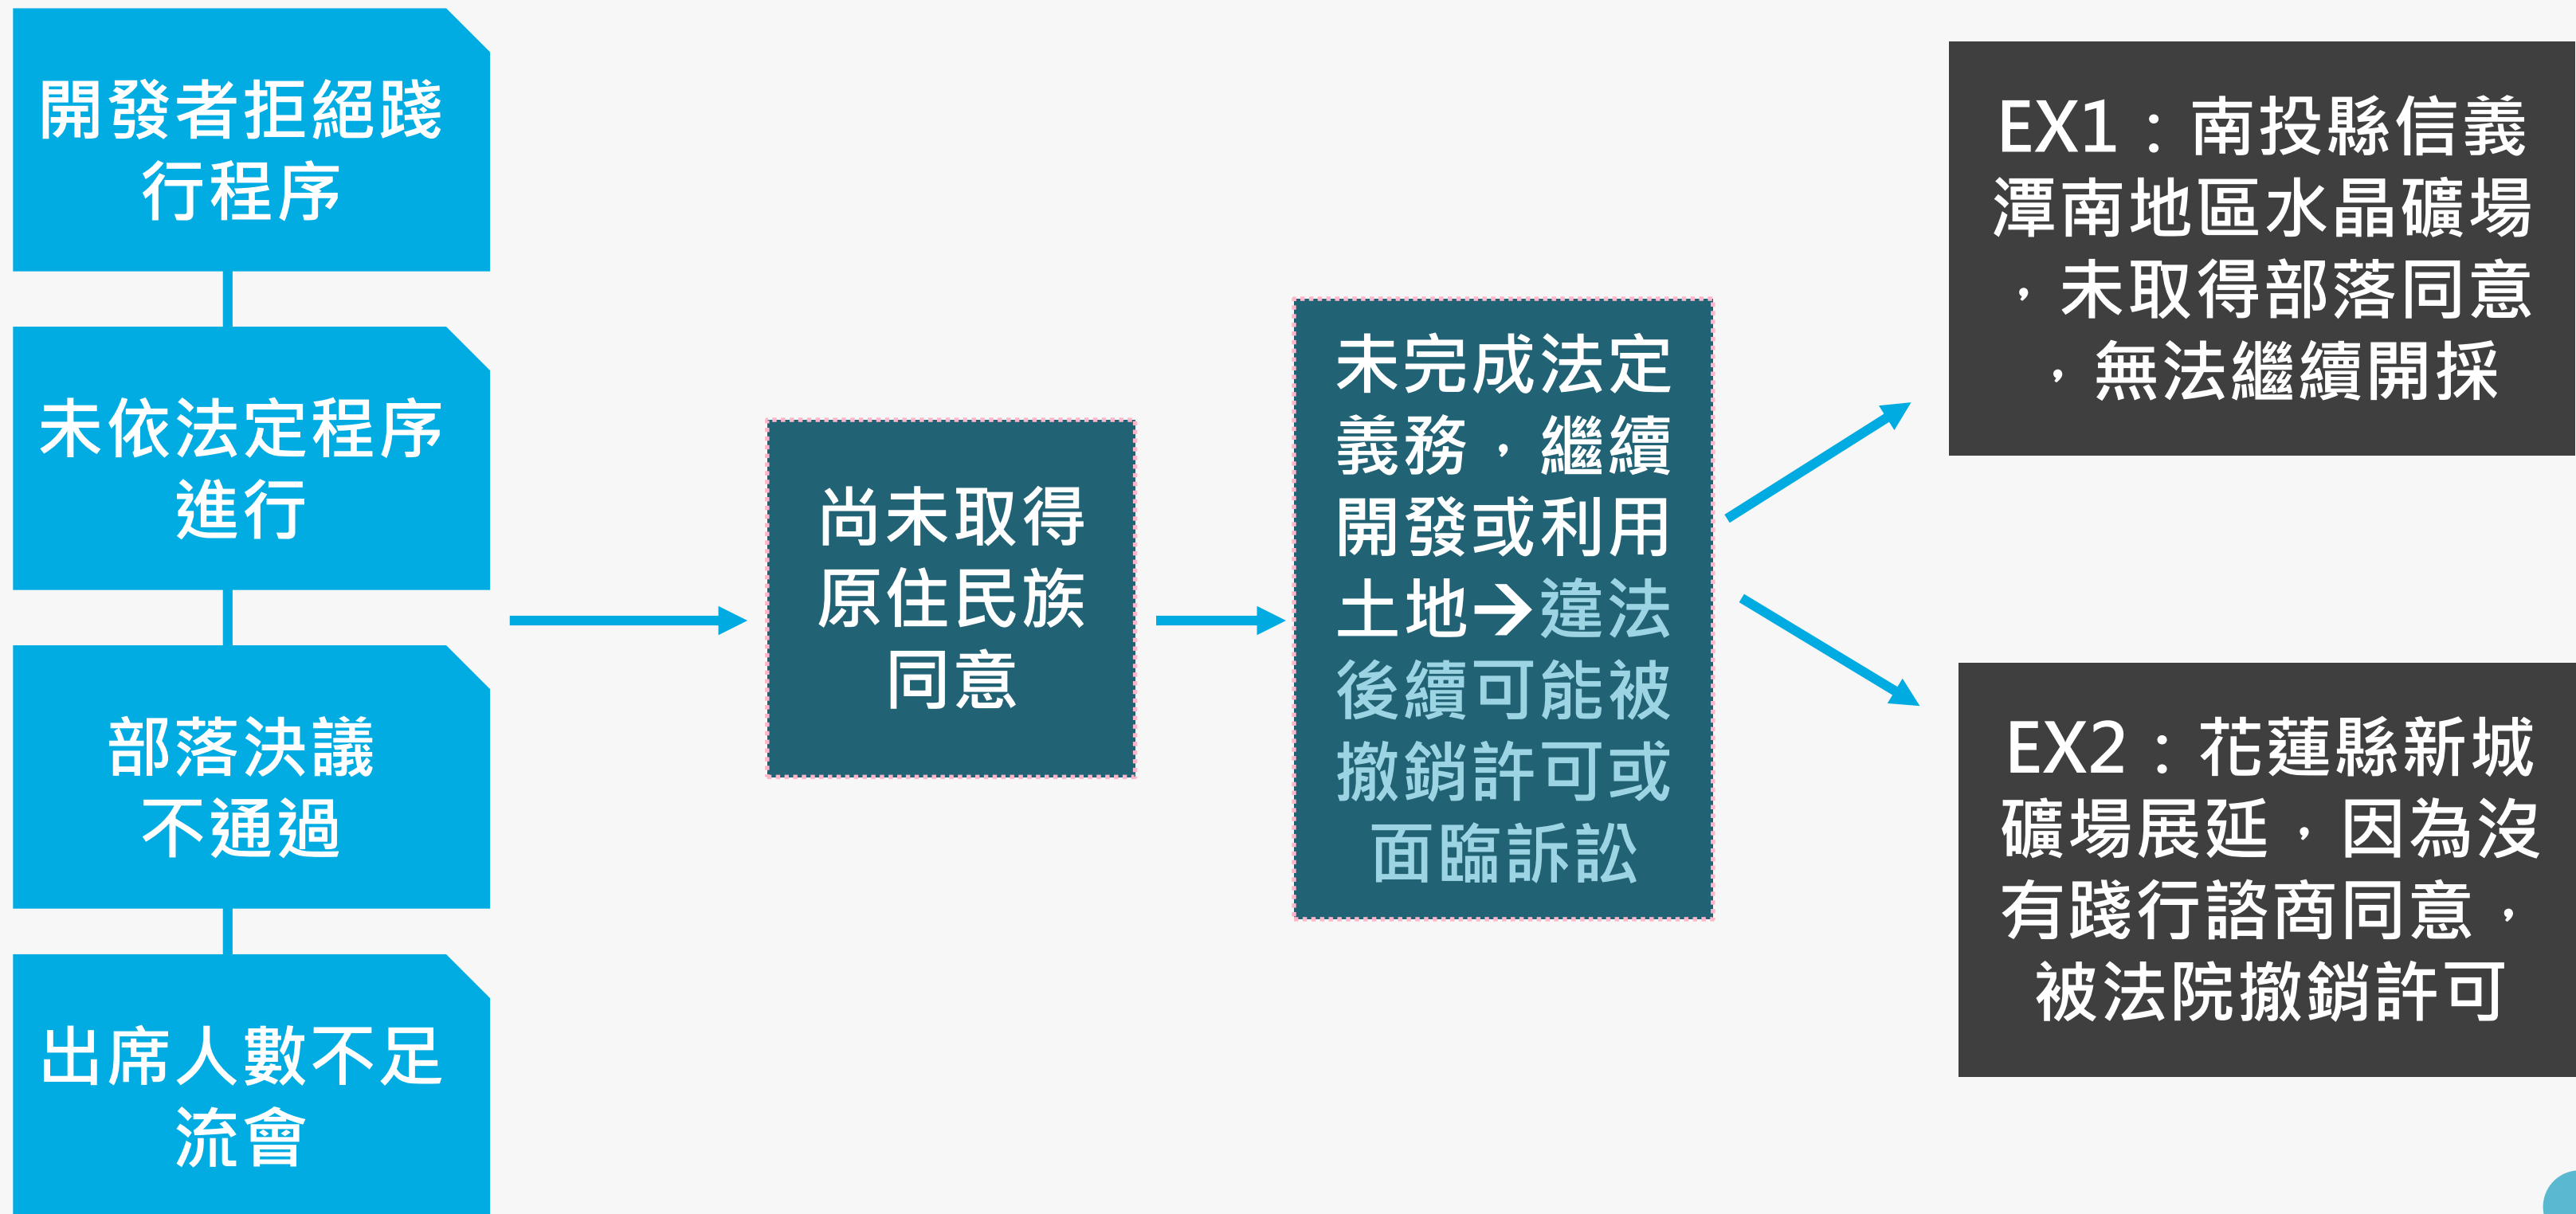 開發者拒絕踐
行程序
未依法定程序
進行
部落決議
不通過
出席人數不足
流會
尚未取得
原住民族
同意
未完成法定
義務，繼續
開發或利用
土地→違法
後續可能被
撤銷許可或
面臨訴訟
EX1：南投縣信義
潭南地區水晶礦場
，未取得部落同意
，無法繼續開採
EX2：花蓮縣新城
礦場展延，因為沒
有踐行諮商同意，
被法院撤銷許可